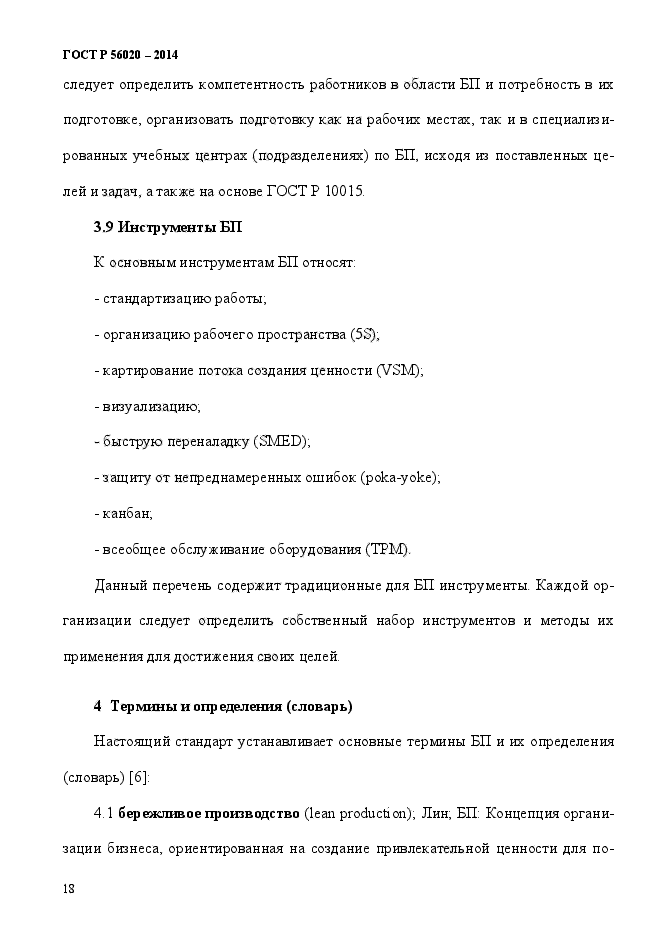 ГОСТ Р 56020 – 2014
следует определить компетентность работников в области БП и потребность в их
подготовке, организовать подготовку как на рабочих местах, так и в специализи-
рованных учебных центрах (подразделениях) по БП, исходя из поставленных це-
лей и задач, а также на основе ГОСТ Р 10015.
3.9 Инструменты БП
К основным инструментам БП относят:
- стандартизацию работы;
- организацию рабочего пространства (5S);
- картирование потока создания ценности (VSM);
- визуализацию;
- быструю переналадку (SMED);
- защиту от непреднамеренных ошибок (poka-yoke);
- канбан;
- всеобщее обслуживание оборудования (ТРМ).
Данный перечень содержит традиционные для БП инструменты. Каждой ор-
ганизации следует определить собственный набор инструментов и методы их
применения для достижения своих целей.
4 Термины и определения (словарь)
Настоящий стандарт устанавливает основные термины БП и их определения
(словарь) [6]:
4.1 бережливое производство (lean production); Лин; БП: Концепция органи-
зации бизнеса, ориентированная на создание привлекательной ценности для по-
18